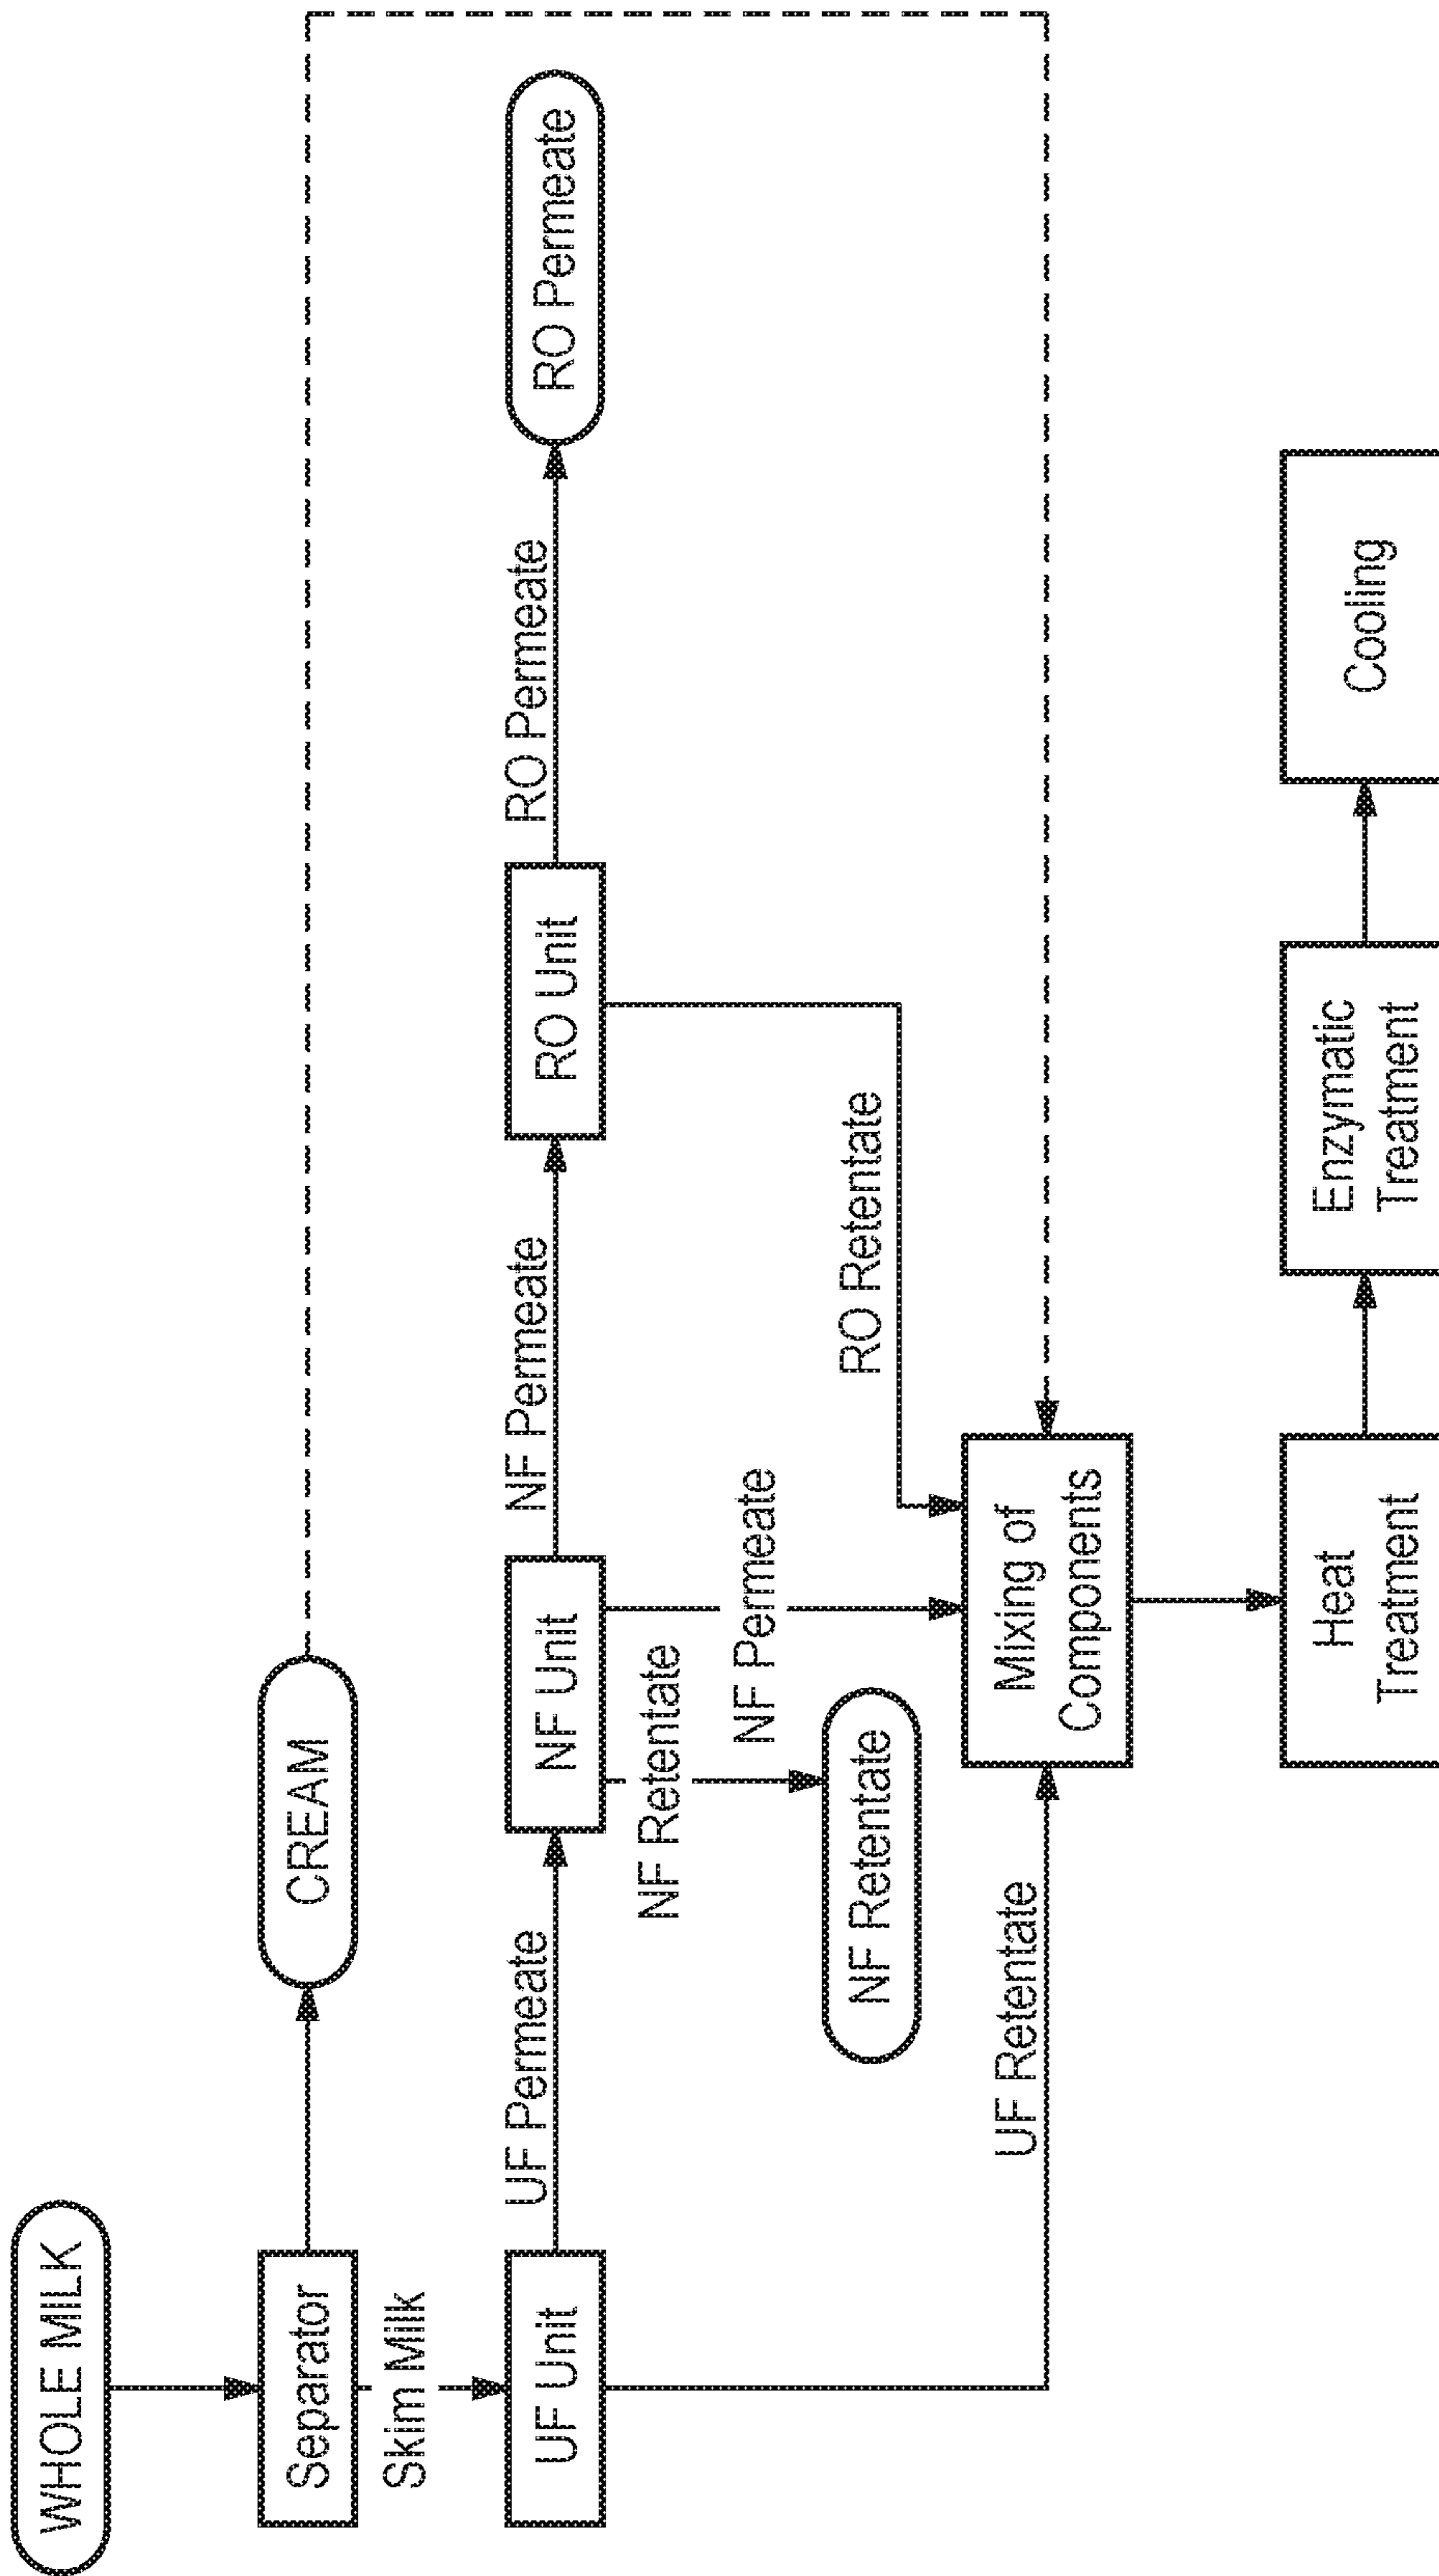 WHOLE MILK
Separator
CREAM
Skim Milk
UF Unit
UF Permeate
NF Unit
NF Permeate
RO Unit
RO Permeate
RO Permeate
NF Retentate
NF Permeate
RO Retentate
NF Retentate
UF Retentate
Mixing of
Components
Heat
Treatment
Enzymatic
Treatment
Cooling